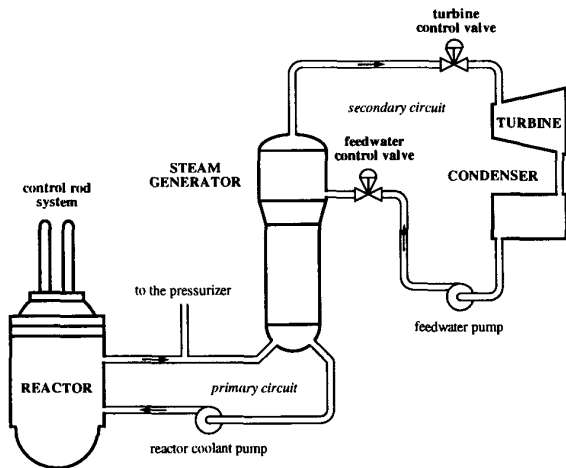 turbine
control valve
secondary circuit
TURBINE
feedwater
control valve
STEAM
GENERATOR
CONDENSER
control rod
system
to the pressurizer
feedwater pump
REACTOR
primary circuit
reactor coolant pump